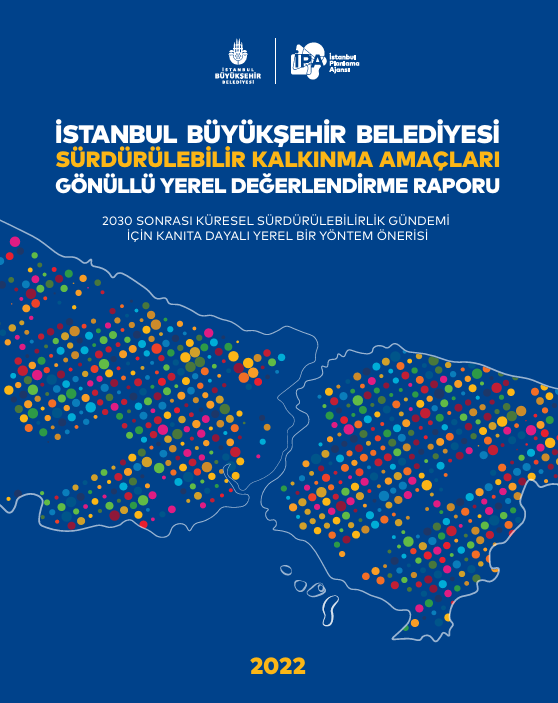 İSTANBUL
BÜYÜKŞEHİR
BELEDİYESİ
İPA
İstanbul
Planlama
Ajansı
İSTANBUL BÜYÜKŞEHİR BELEDİYESİ
SÜRDÜRÜLEBİLİR KALKINMA AMAÇLARI
GÖNÜLLÜ YEREL DEĞERLENDİRME RAPORU
2030 SONRASI KÜRESEL SÜRDÜRÜLEBİLİRLİK GÜNDEMİ
İÇİN KANITA DAYALI YEREL BİR YÖNTEM ÖNERİSİ
2022